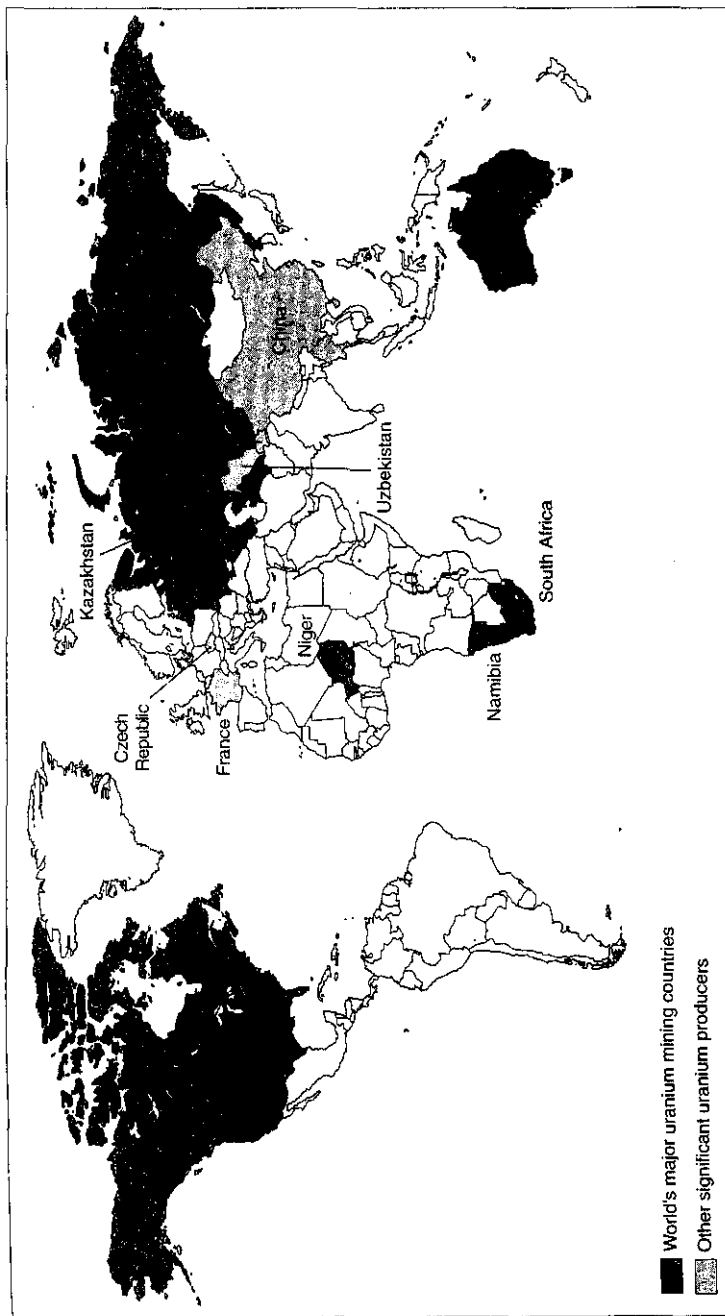 Kazakhstan
Czech
Republic
France
China
Uzbekistan
Niger
Namibia
South Africa
World's major uranium mining countries
Other significant uranium producers